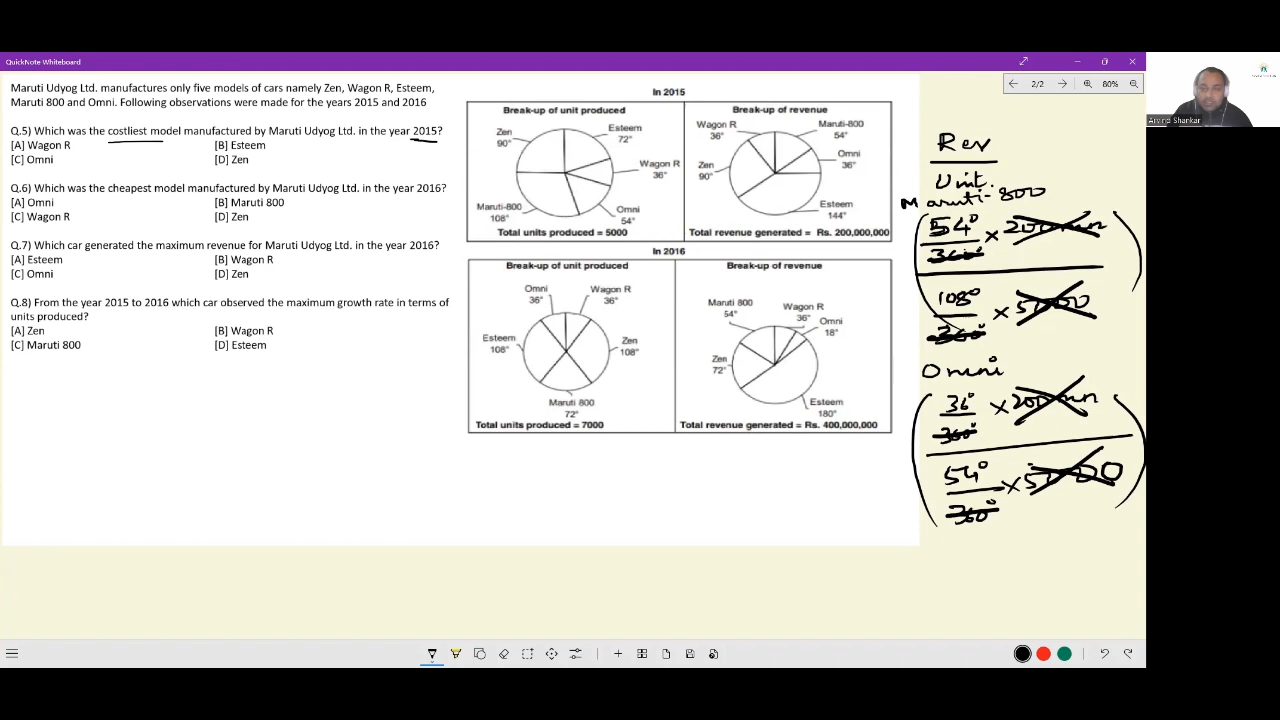 QuickNote Whiteboard
Maruti Udyog Ltd. manufactures only five models of cars namely Zen, Wagon R, Esteem,
Maruti 800 and Omni. Following observations were made for the years 2015 and 2016
Q.5) Which was the costliest model manufactured by Maruti Udyog Ltd. in the year 2015?
[A] Wagon R [B] Esteem
[C] Omni [D] Zen
Q.6) Which was the cheapest model manufactured by Maruti Udyog Ltd. in the year 2016?
[A] Omni [B] Maruti 800
[C] Wagon R [D] Zen
Q.7) Which car generated the maximum revenue for Maruti Udyog Ltd. in the year 2016?
[A] Esteem [B] Wagon R
[C] Omni [D] Zen
Q.8) From the year 2015 to 2016 which car observed the maximum growth rate in terms of
units produced?
[A] Zen [B] Wagon R
[C] Maruti 800 [D] Esteem
In 2015
Break-up of unit produced
Zen
90°
Esteem
72°
Wagon R
36°
Maruti-800
108°
Omni
54°
Total units produced = 5000
Break-up of revenue
Wagon R
36°
Maruti-800
54°
Omni
36°
Zen
90°
Esteem
144°
Total revenue generated = Rs. 200,000,000
In 2016
Break-up of unit produced
Omni
36°
Wagon R
36°
Esteem
108°
Zen
108°
Maruti 800
72°
Total units produced = 7000
Break-up of revenue
Maruti 800
54°
Wagon R
36°
Omni
18°
Zen
72°
Esteem
180°
Total revenue generated = Rs. 400,000,000
2/2
80%
Rev
Unit.
Maruti-800
54° × 200mn
360°
108° × 5000
360°
Omni
36° × 200mn
360°
54° × 5000
360°
Arvind Shankar